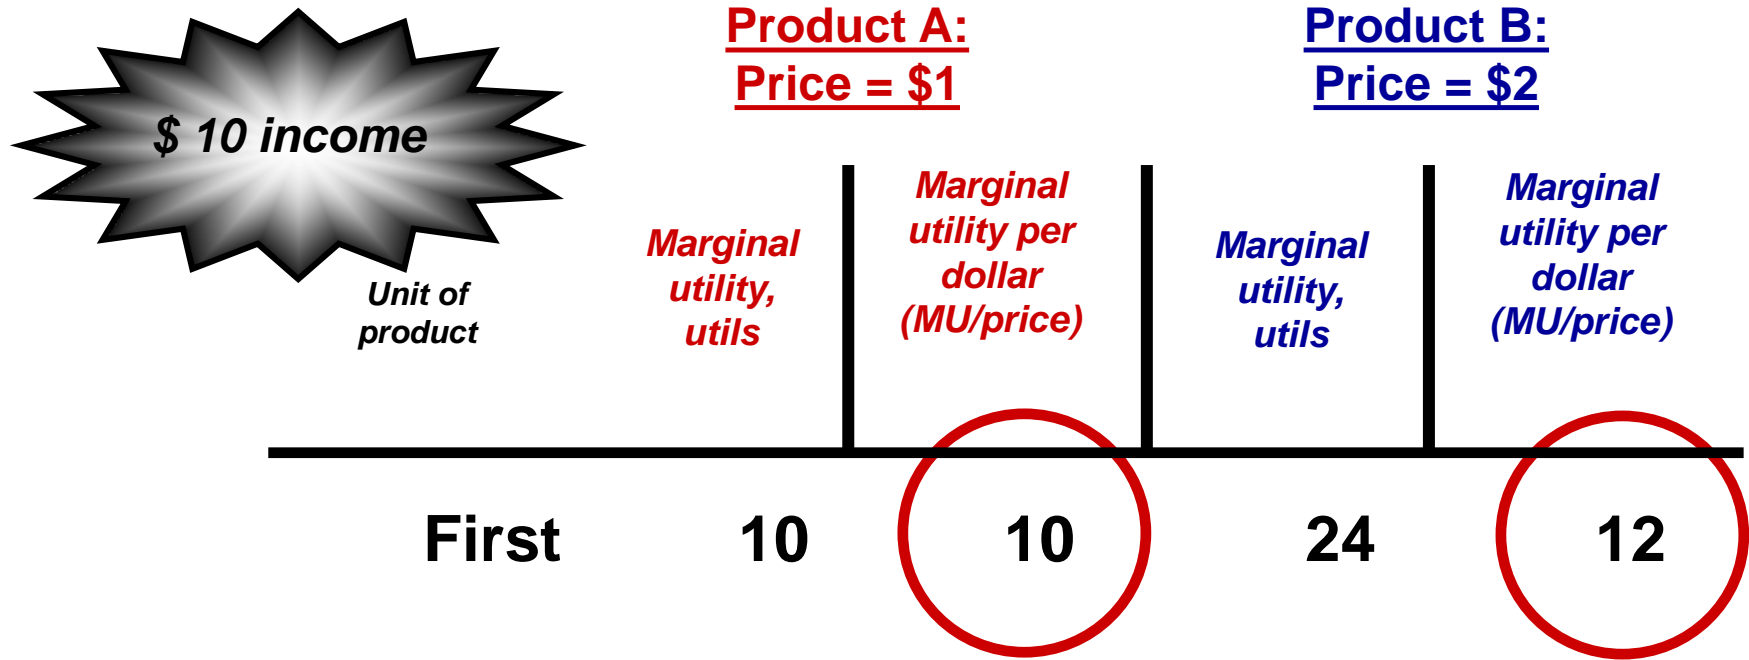 $ 10 income
Product A:
Price = $1
Product B:
Price = $2
Unit of
product
Marginal
utility,
utils
Marginal
utility per
dollar
(MU/price)
Marginal
utility,
utils
Marginal
utility per
dollar
(MU/price)
First 10 10 24 12